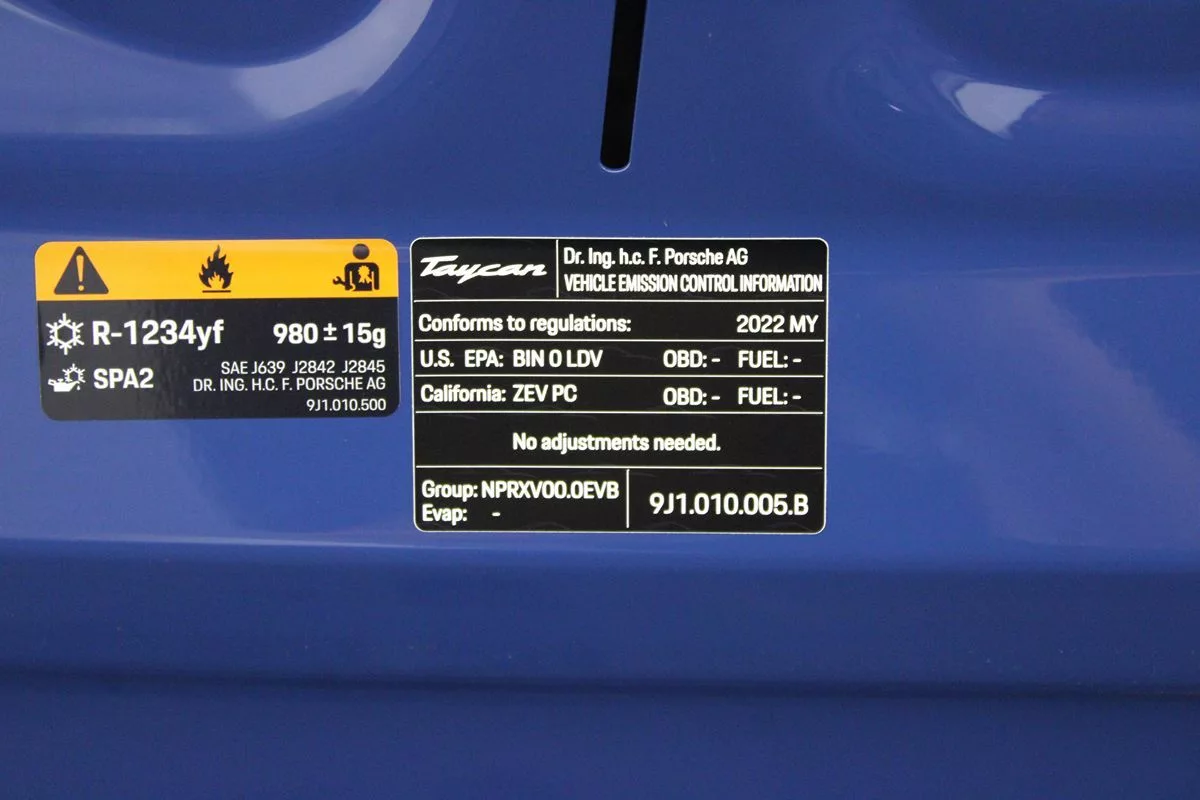 R-1234yf 980 ± 15g
SAE J639 J2842 J2845
SPA2 DR. ING. H.C. F. PORSCHE AG
9J1.010.500
Taycan
Dr. Ing. h.c. F. Porsche AG
VEHICLE EMISSION CONTROL INFORMATION
Conforms to regulations: 2022 MY
U.S. EPA: BIN 0 LDV OBD: - FUEL: -
California: ZEV PC OBD: - FUEL: -
No adjustments needed.
Group: NPRXV00.0EVB
Evap: -
9J1.010.005.B